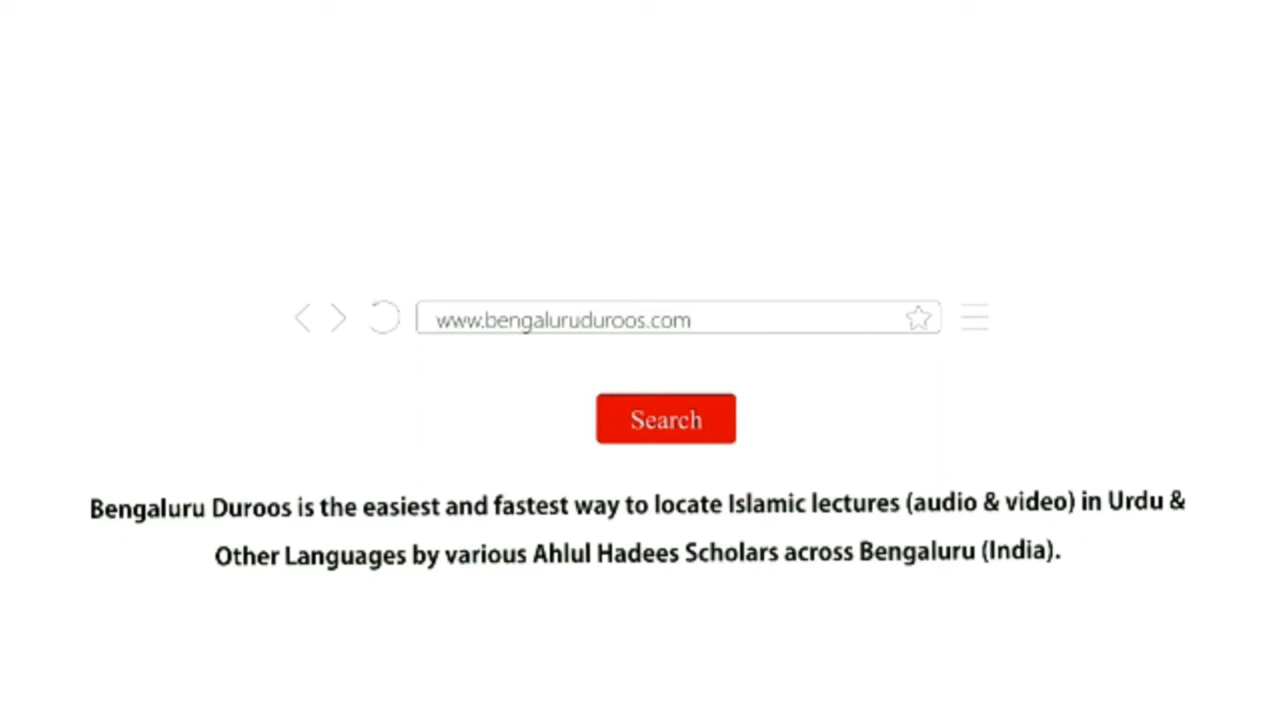 www.bengaluruduroos.com
Search
Bengaluru Duroos is the easiest and fastest way to locate Islamic lectures (audio & video) in Urdu &
Other Languages by various Ahlul Hadees Scholars across Bengaluru (India).